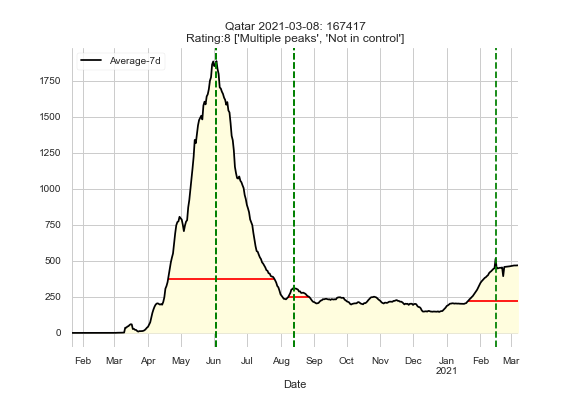 Qatar 2021-03-08: 167417
Rating:8 ['Multiple peaks', 'Not in control']
Average-7d
1750
1500
1250
1000
750
500
250
0
Feb Mar Apr May Jun Jul Aug Sep Oct Nov Dec Jan Feb Mar
2021
Date